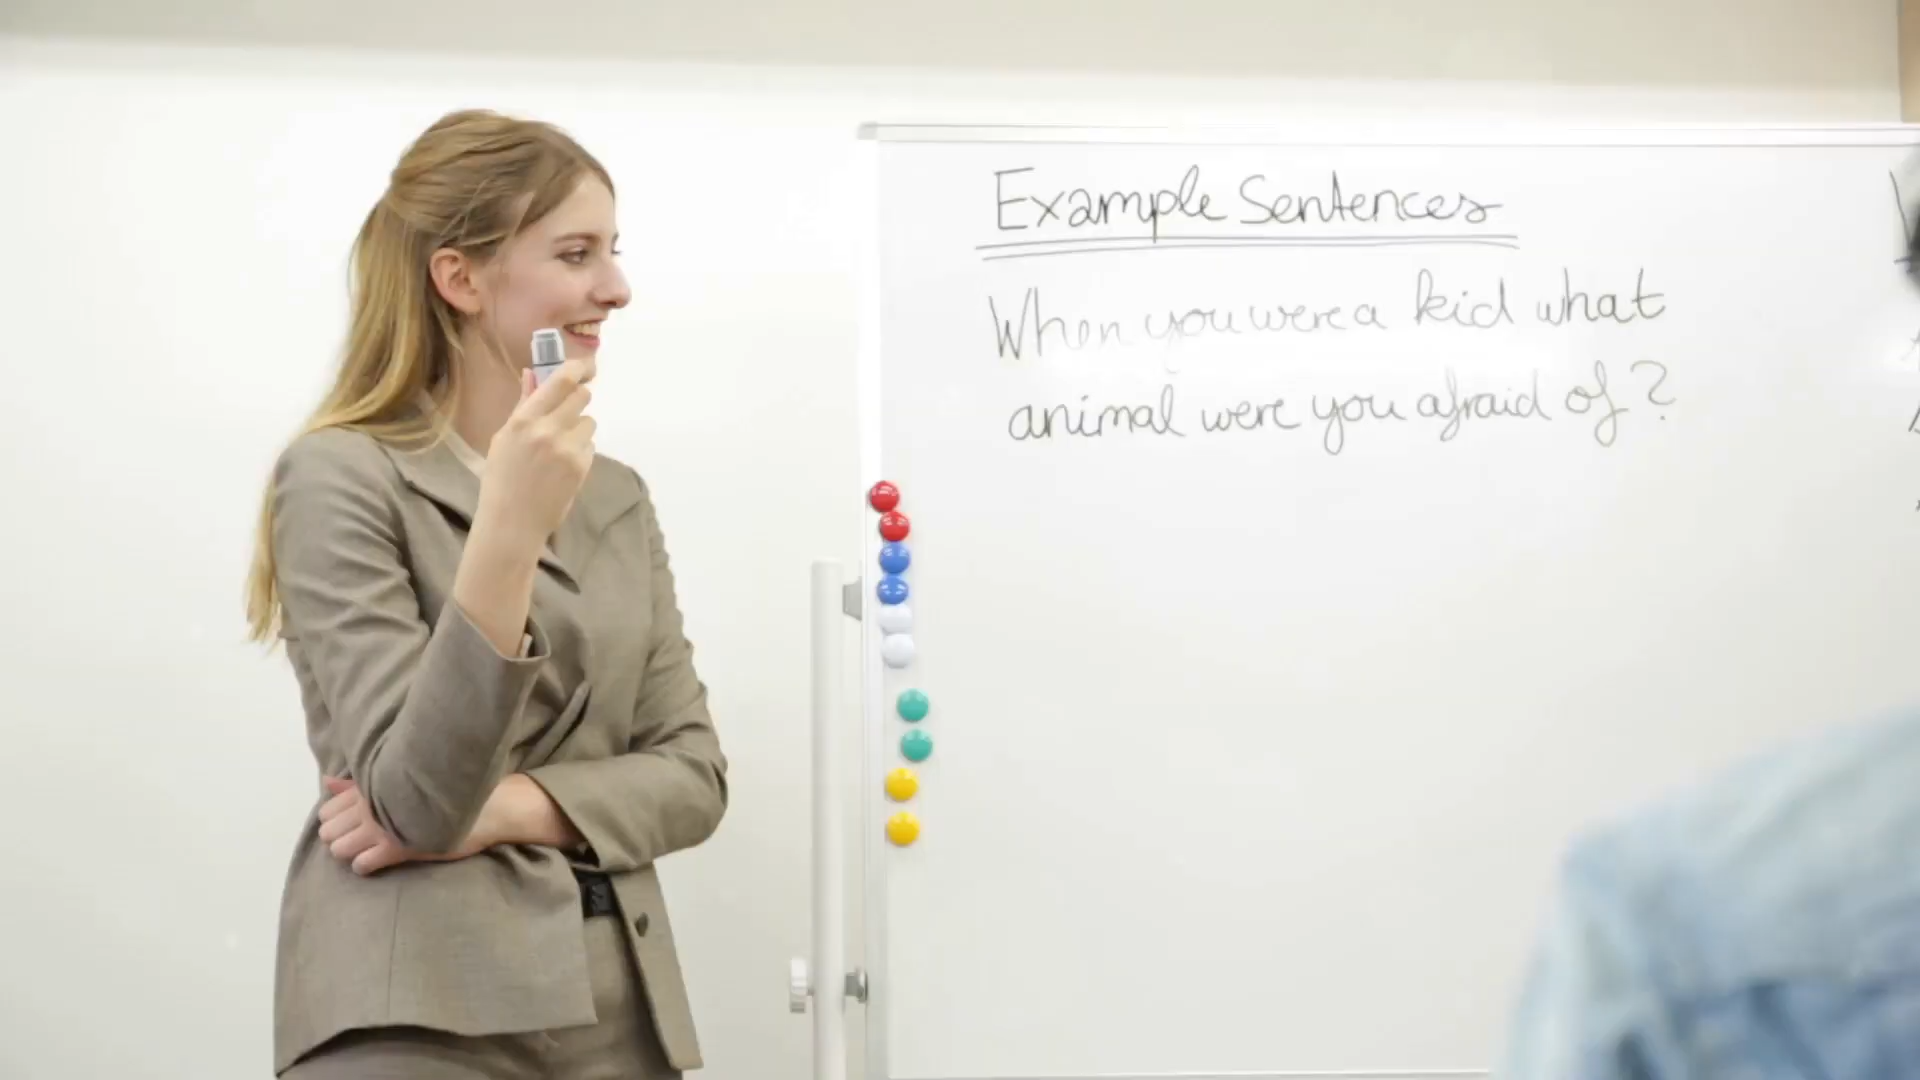 Example Sentences
When you were a kid what
animal were you afraid of?